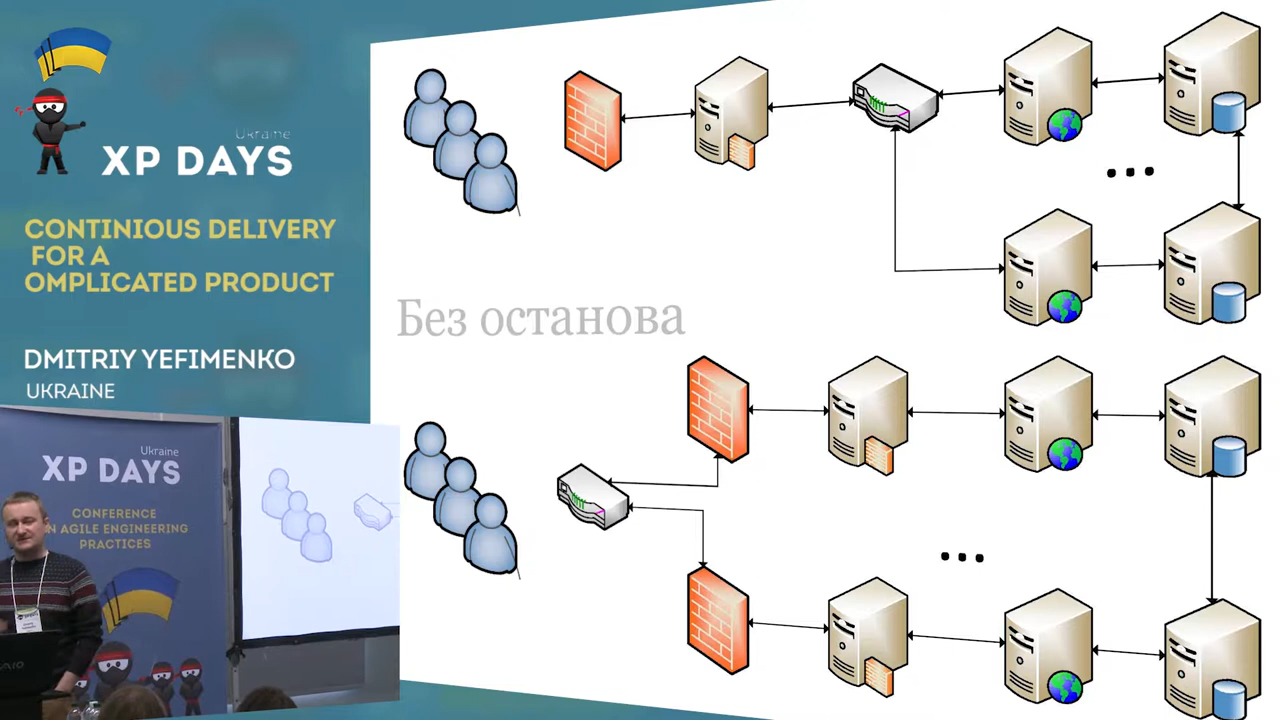 Ukraine
XP DAYS
CONTINIOUS DELIVERY
FOR A
OMPLICATED PRODUCT
DMITRIY YEFIMENKO
UKRAINE
Без останова
Ukraine
XP DAYS
CONFERENCE
N AGILE ENGINEERING
PRACTICES